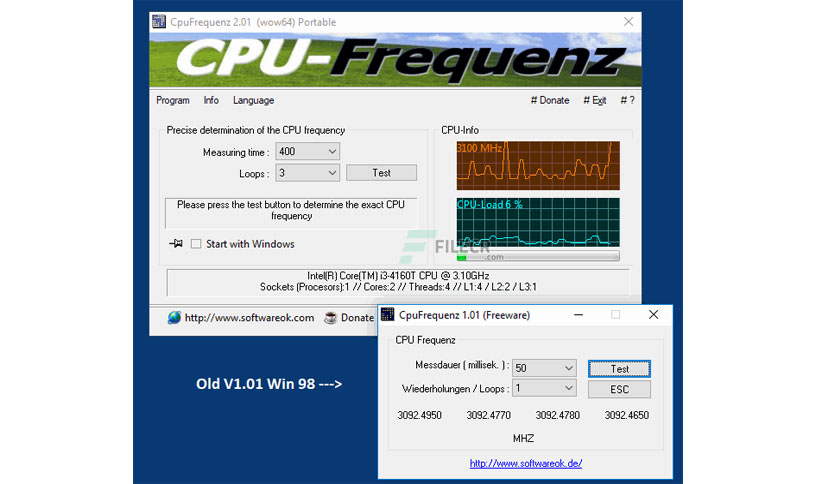 CpuFrequenz 2.01 (wow64) Portable
CPU-Frequenz
Program Info Language # Donate # Exit # ?
Precise determination of the CPU frequency
Measuring time : 400
Loops : 3 Test
Please press the test button to determine the exact CPU
frequency
Start with Windows
CPU-Info
3100 MHz
CPU-Load 6 %
FILECR
.com
Intel(R) Core(TM) i3-4160T CPU @ 3.10GHz
Sockets (Procesors):1 // Cores:2 // Threads:4 // L1:4 / L2:2 / L3:1
http://www.softwareok.com Donate
Old V1.01 Win 98 --->
CpuFrequenz 1.01 (Freeware)
CPU Frequenz
Messdauer ( millisek. ) : 50 Test
Wiederholungen / Loops : 1 ESC
3092.4950 3092.4770 3092.4780 3092.4650
MHZ
http://www.softwareok.de/